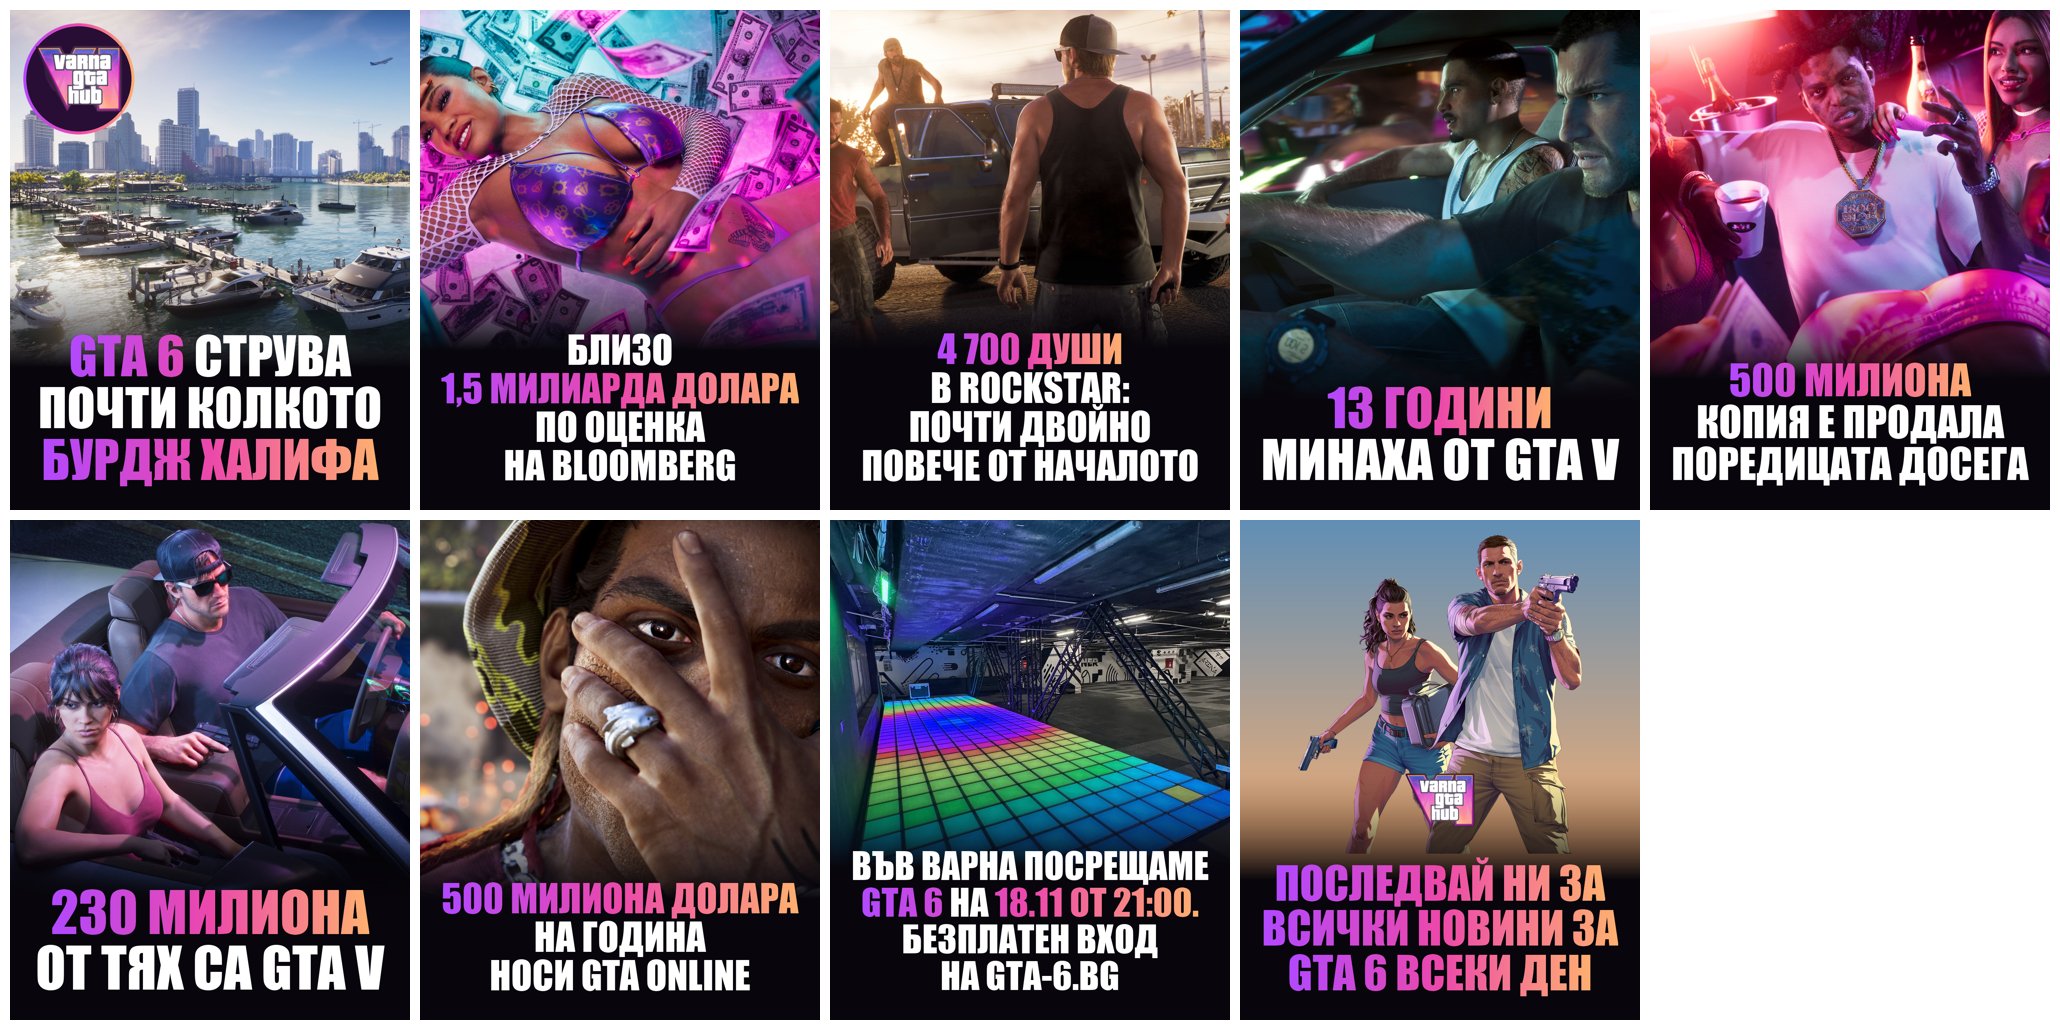 varna
gta
hub
GTA 6 СТРУВА
ПОЧТИ КОЛКОТО
БУРДЖ ХАЛИФА
БЛИЗО
1,5 МИЛИАРДА ДОЛАРА
ПО ОЦЕНКА
НА BLOOMBERG
4 700 ДУШИ
В ROCKSTAR:
ПОЧТИ ДВОЙНО
ПОВЕЧЕ ОТ НАЧАЛОТО
13 ГОДИНИ
МИНАХА ОТ GTA V
500 МИЛИОНА
КОПИЯ Е ПРОДАЛА
ПОРЕДИЦАТА ДОСЕГА
230 МИЛИОНА
ОТ ТЯХ СА GTA V
500 МИЛИОНА ДОЛАРА
НА ГОДИНА
НОСИ GTA ONLINE
ВЪВ ВАРНА ПОСРЕЩАМЕ
GTA 6 НА 18.11 ОТ 21:00.
БЕЗПЛАТЕН ВХОД
НА GTA-6.BG
varna
gta
hub
ПОСЛЕДВАЙ НИ ЗА
ВСИЧКИ НОВИНИ ЗА
GTA 6 ВСЕКИ ДЕН